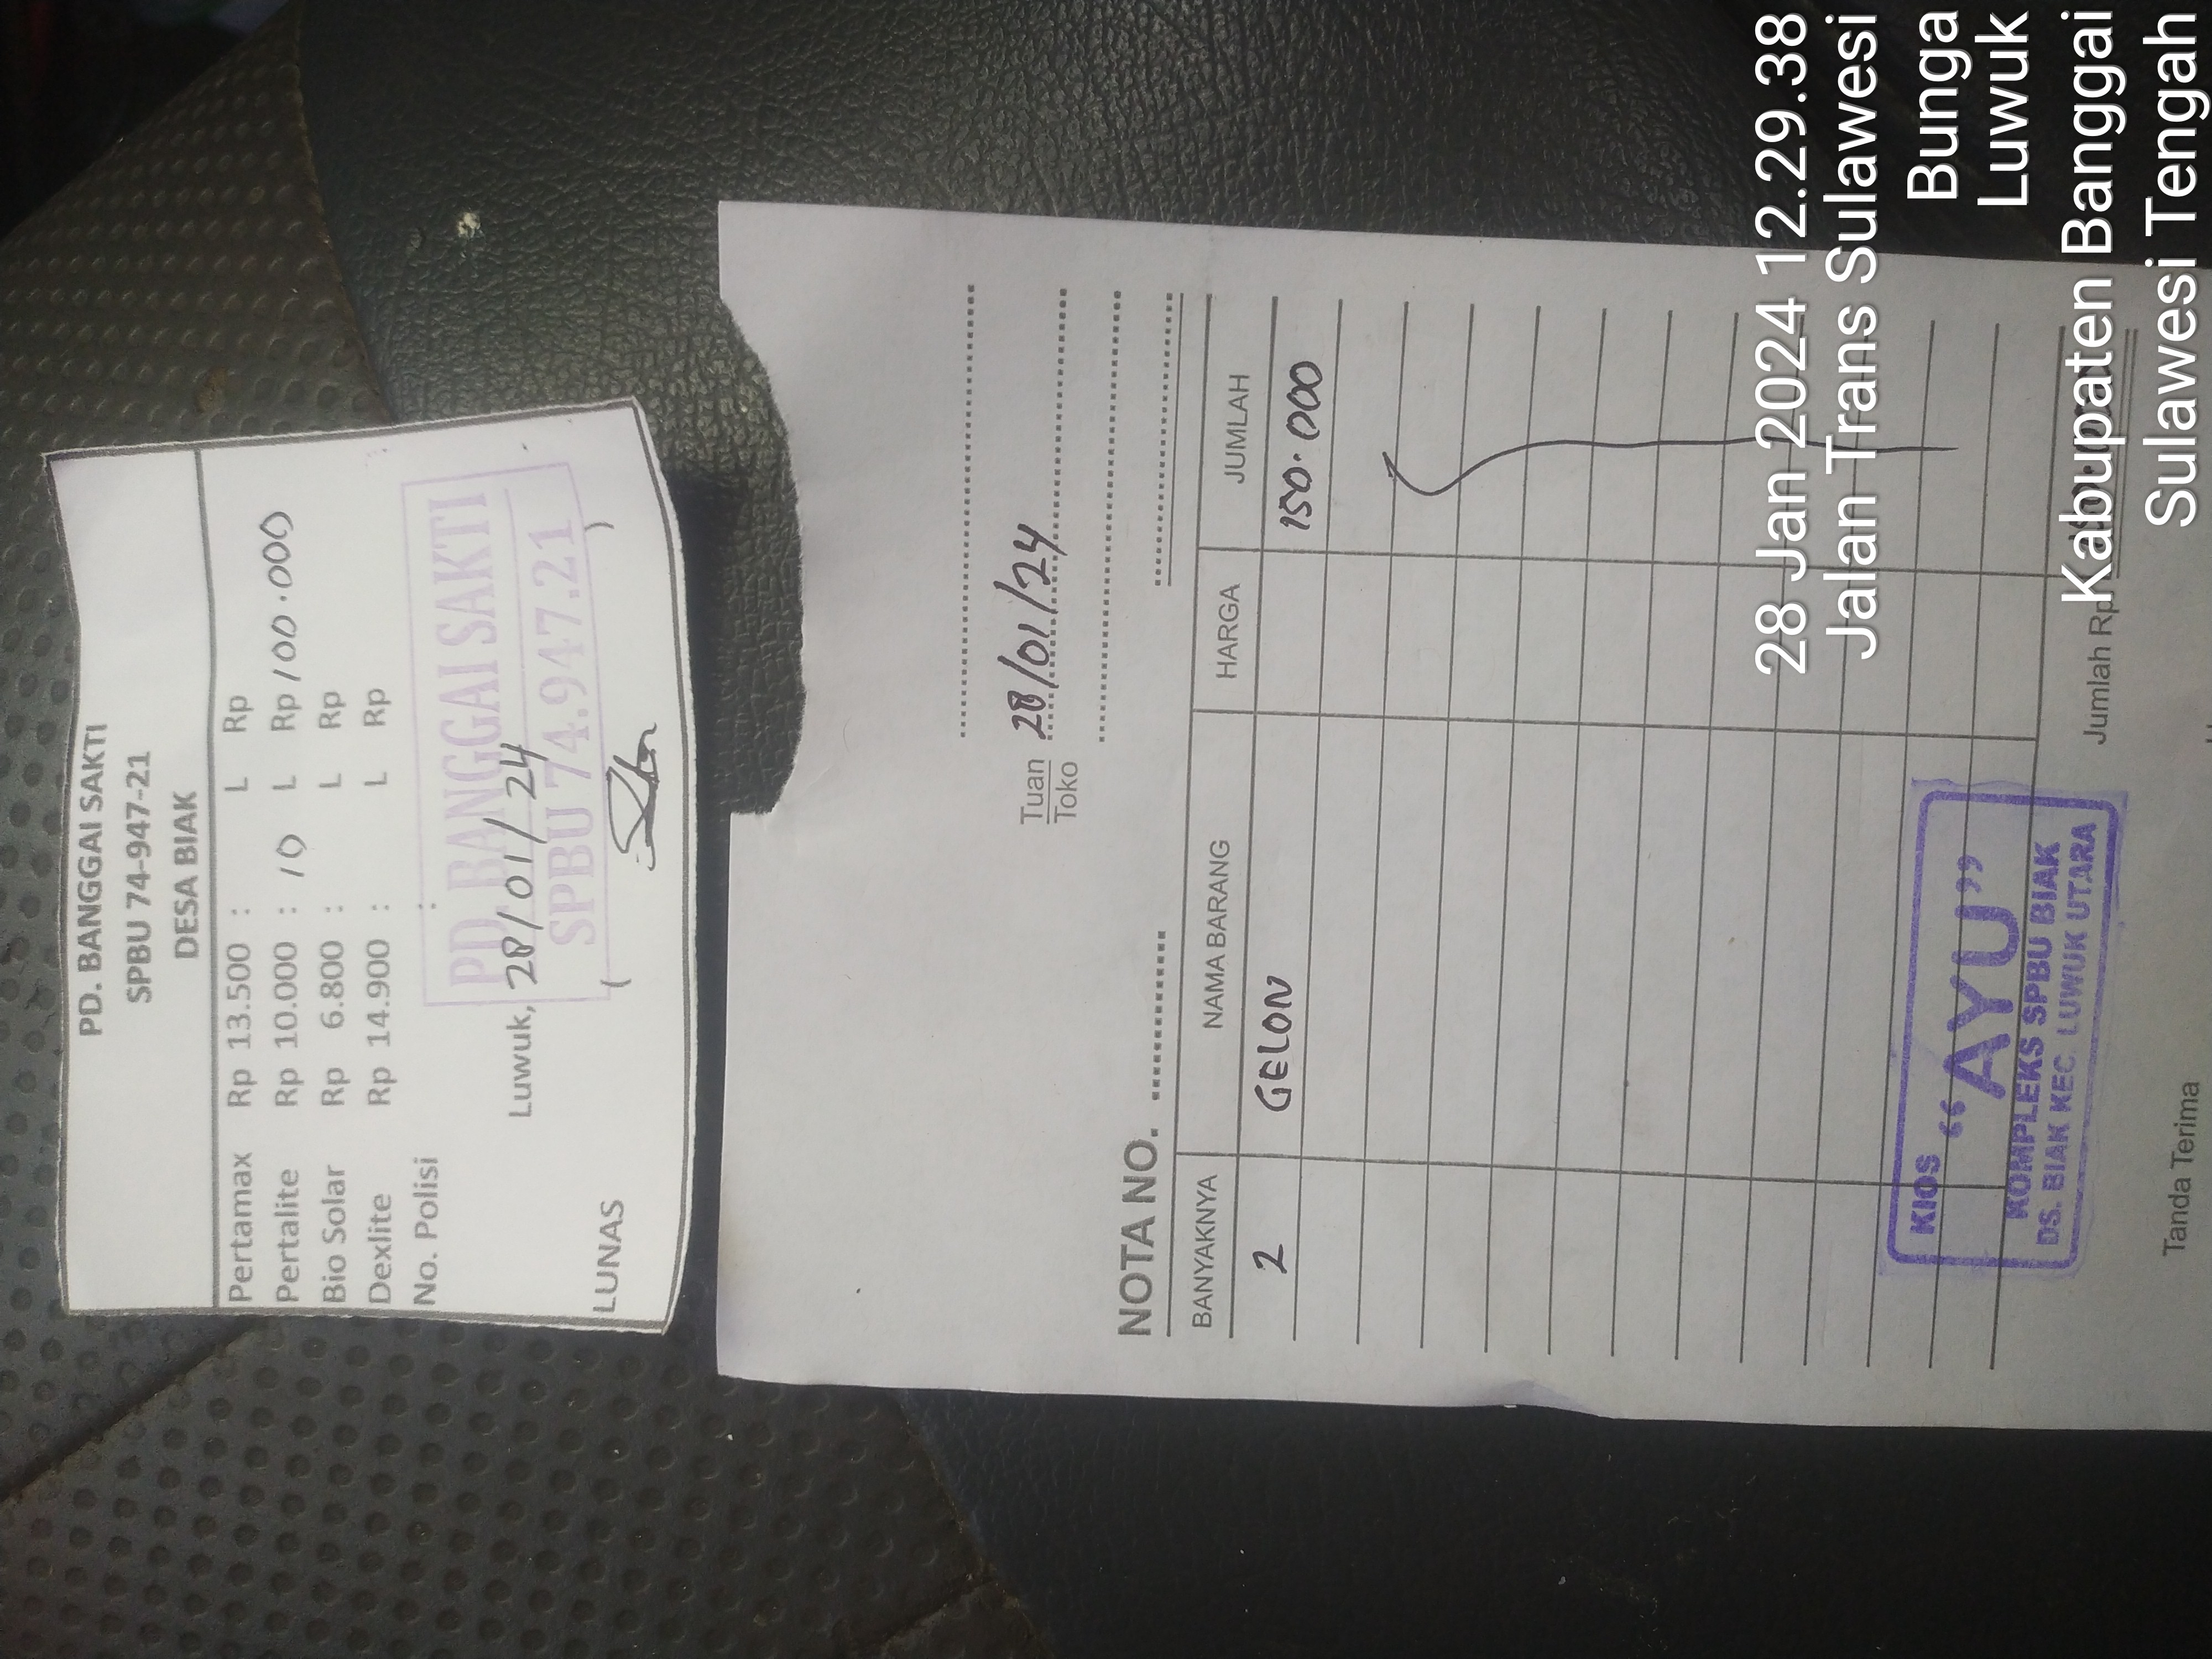 PD. BANGGAI SAKTI
SPBU 74-947-21
DESA BIAK
Pertamax Rp 13.500 : L Rp
Pertalite Rp 10.000 : 10 L Rp 100.000
Bio Solar Rp 6.800 : L Rp
Dexlite Rp 14.900 : L Rp
No. Polisi
PD. BANGGAI SAKTI
Luwuk, 28/01/24
SPBU 74.947.21
LUNAS ( )
Tuan 28/01/24
Toko
NOTA NO.
BANYAKNYA NAMA BARANG HARGA JUMLAH
2 GELON 150.000
KIOS
“AYU”
KOMPLEKS SPBU BIAK
DS. BIAK KEC. LUWUK UTARA
Jumlah Rp
Tanda Terima
28 Jan 2024 12.29.38
Jalan Trans Sulawesi
Bunga
Luwuk
Kabupaten Banggai
Sulawesi Tengah